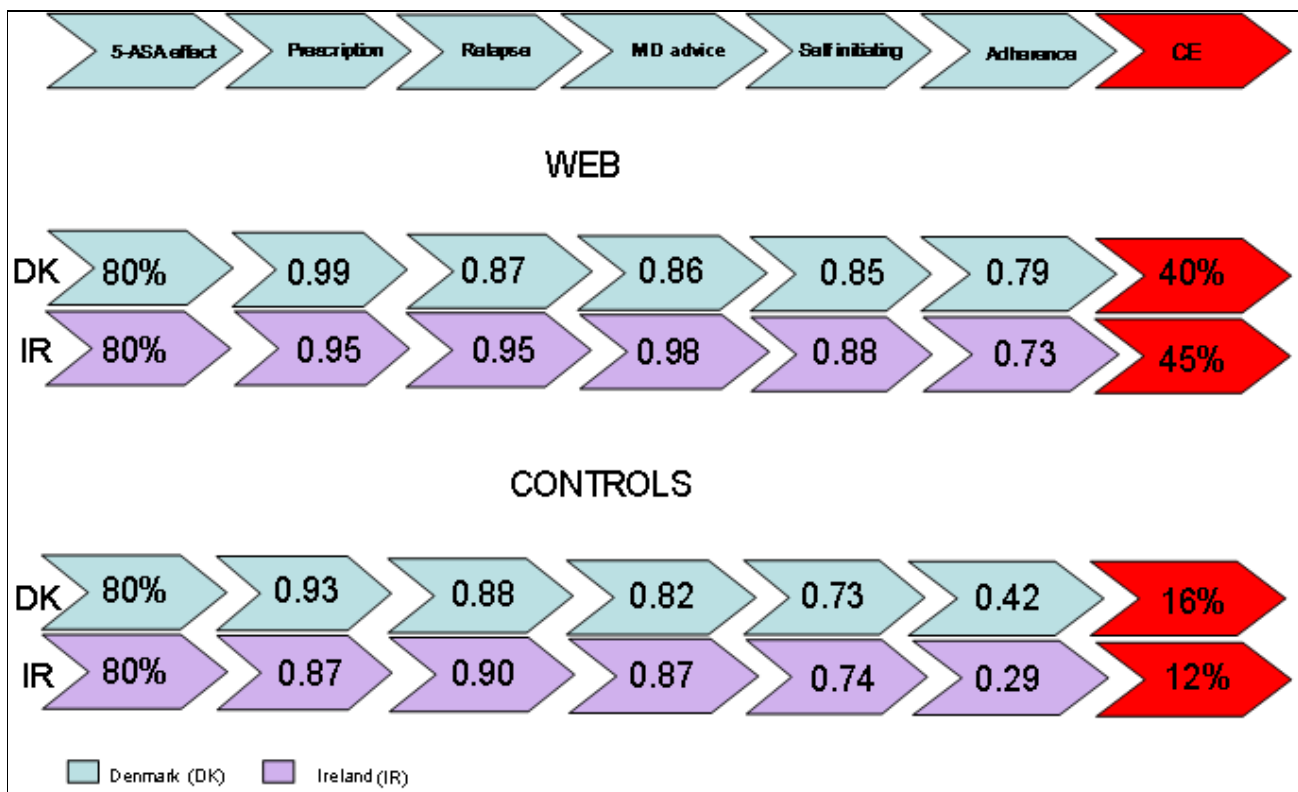 5-ASA effect Prescription Relapse MD advice Self initiating Adherence CE
WEB
DK 80% 0.99 0.87 0.86 0.85 0.79 40%
IR 80% 0.95 0.95 0.98 0.88 0.73 45%
CONTROLS
DK 80% 0.93 0.88 0.82 0.73 0.42 16%
IR 80% 0.87 0.90 0.87 0.74 0.29 12%
Denmark (DK) Ireland (IR)